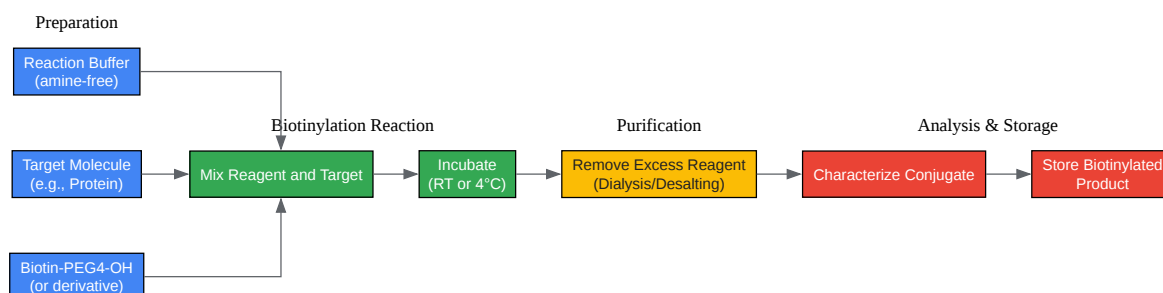 Preparation
Reaction Buffer
(amine-free)
Biotinylation Reaction
Purification
Analysis & Storage
Target Molecule
(e.g., Protein)
Mix Reagent and Target
Incubate
(RT or 4°C)
Remove Excess Reagent
(Dialysis/Desalting)
Characterize Conjugate
Store Biotinylated
Product
Biotin-PEG4-OH
(or derivative)